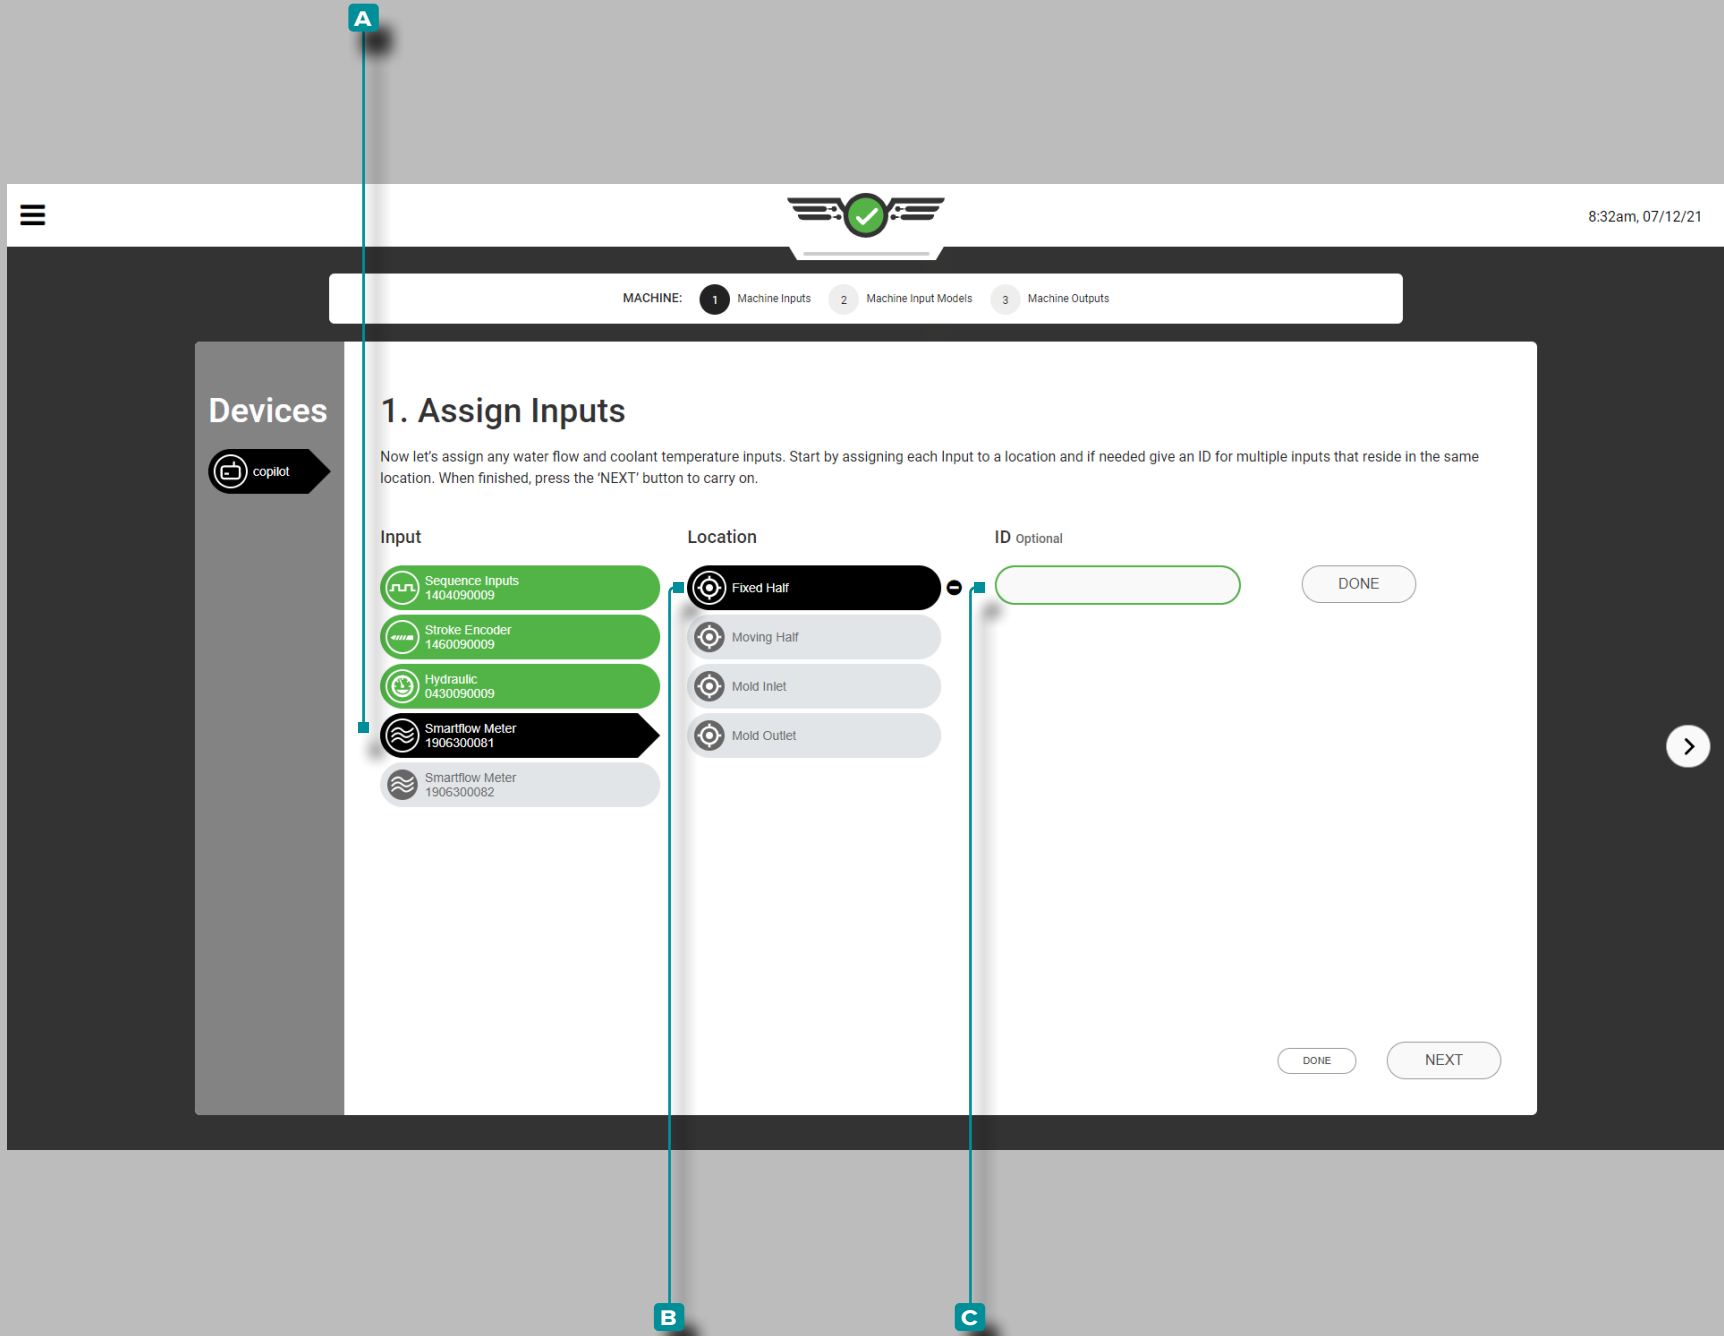 A
8:32am, 07/12/21
MACHINE: 1 Machine Inputs 2 Machine Input Models 3 Machine Outputs
Devices
copilot
1. Assign Inputs
Now let's assign any water flow and coolant temperature inputs. Start by assigning each Input to a location and if needed give an ID for multiple inputs that reside in the same
location. When finished, press the ‘NEXT’ button to carry on.
Input
Location
ID Optional
Sequence Inputs
1404090009
Fixed Half
DONE
Stroke Encoder
1460090009
Moving Half
Hydraulic
0430090009
Mold Inlet
Smartflow Meter
1906300081
Mold Outlet
Smartflow Meter
1906300082
DONE
NEXT
B
C